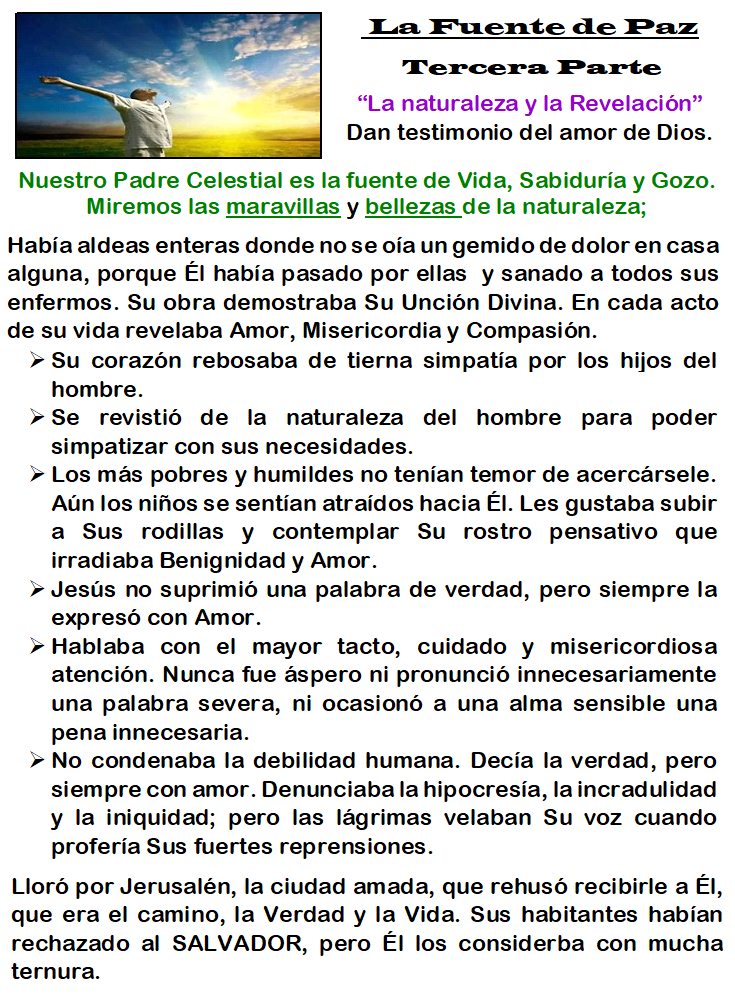 La Fuente de Paz
Tercera Parte
“La naturaleza y la Revelación”
Dan testimonio del amor de Dios.
Nuestro Padre Celestial es la fuente de Vida, Sabiduría y Gozo.
Miremos las maravillas y bellezas de la naturaleza;
Había aldeas enteras donde no se oía un gemido de dolor en casa
alguna, porque Él había pasado por ellas y sanado a todos sus
enfermos. Su obra demostraba Su Unción Divina. En cada acto
de su vida revelaba Amor, Misericordia y Compasión.
➢ Su corazón rebosaba de tierna simpatía por los hijos del
hombre.
➢ Se revistió de la naturaleza del hombre para poder
simpatizar con sus necesidades.
➢ Los más pobres y humildes no tenían temor de acercársele.
Aún los niños se sentían atraídos hacia Él. Les gustaba subir
a Sus rodillas y contemplar Su rostro pensativo que
irradiaba Benignidad y Amor.
➢ Jesús no suprimió una palabra de verdad, pero siempre la
expresó con Amor.
➢ Hablaba con el mayor tacto, cuidado y misericordiosa
atención. Nunca fue áspero ni pronunció innecesariamente
una palabra severa, ni ocasionó a una alma sensible una
pena innecesaria.
➢ No condenaba la debilidad humana. Decía la verdad, pero
siempre con amor. Denunciaba la hipocresía, la incradulidad
y la iniquidad; pero las lágrimas velaban Su voz cuando
profería Sus fuertes reprensiones.
Lloró por Jerusalén, la ciudad amada, que rehusó recibirle a Él,
que era el camino, la Verdad y la Vida. Sus habitantes habían
rechazado al SALVADOR, pero Él los considerba con mucha
ternura.